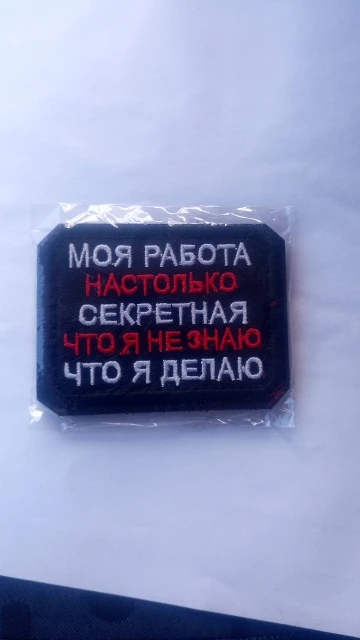 МОЯ РАБОТА
НАСТОЛЬКО
СЕКРЕТНАЯ
ЧТО Я НЕ ЗНАЮ
ЧТО Я ДЕЛАЮ